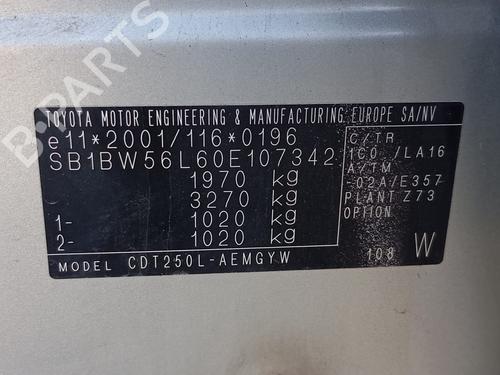 B-PARTS
TOYOTA MOTOR ENGINEERING & MANUFACTURING EUROPE SA/NV
e11*2001/116*0196
SB1BW56L60E107342
1970 kg
3270 kg
1- 1020 kg
2- 1020 kg
C/TR
1C0 /LA16
A/TM
-02A/E357
PLANT Z73
OPTION
MODEL CDT250L-AEMGYW
108 W